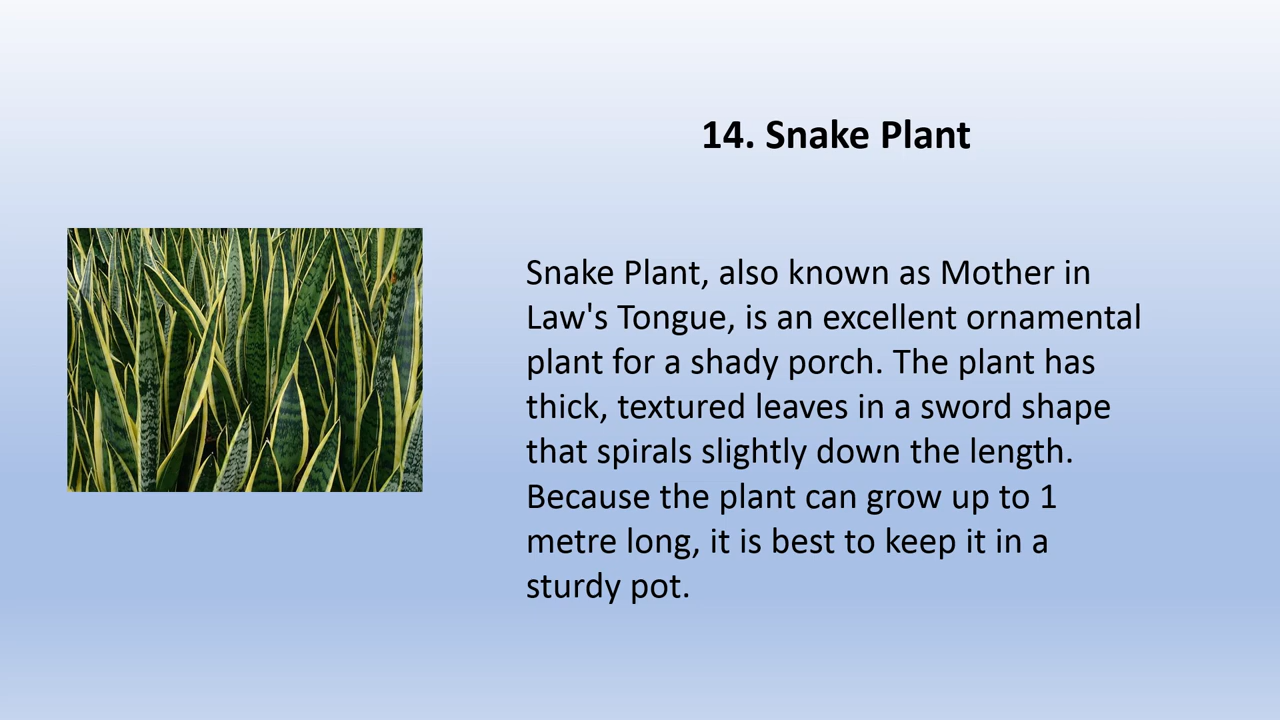 14. Snake Plant
Snake Plant, also known as Mother in
Law's Tongue, is an excellent ornamental
plant for a shady porch. The plant has
thick, textured leaves in a sword shape
that spirals slightly down the length.
Because the plant can grow up to 1
metre long, it is best to keep it in a
sturdy pot.